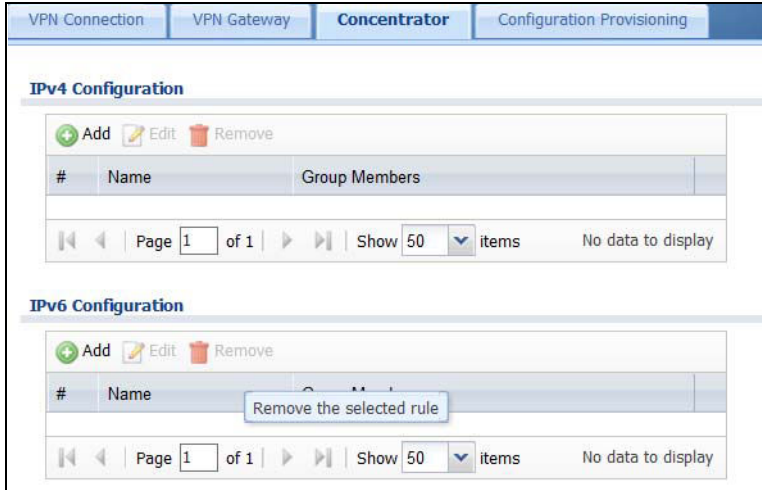 VPN Connection VPN Gateway Concentrator Configuration Provisioning
IPv4 Configuration
Add Edit Remove
# Name Group Members
Page 1 of 1 Show 50 items No data to display
IPv6 Configuration
Add Edit Remove
# Name
Remove the selected rule
Page 1 of 1 Show 50 items No data to display